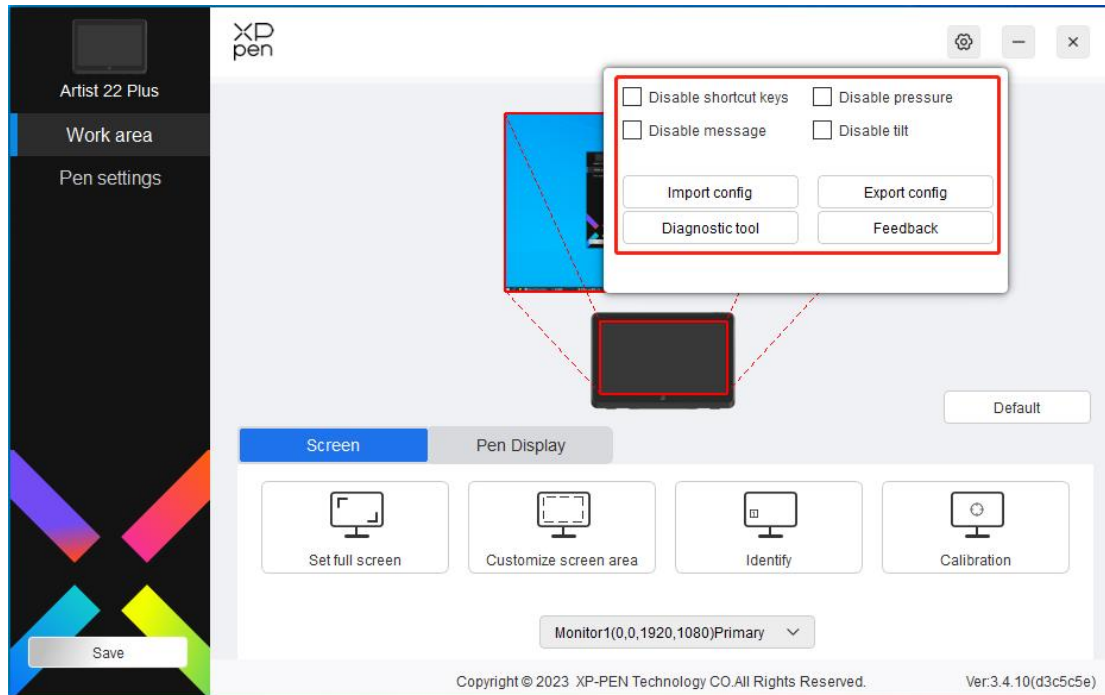 XP
pen
Artist 22 Plus
Work area
Pen settings
Disable shortcut keys
Disable pressure
Disable message
Disable tilt
Import config
Export config
Diagnostic tool
Feedback
Default
Screen
Pen Display
Set full screen
Customize screen area
1
Identify
Calibration
Monitor1(0,0,1920,1080)Primary
Save
Copyright © 2023 XP-PEN Technology CO.All Rights Reserved.
Ver:3.4.10(d3c5c5e)